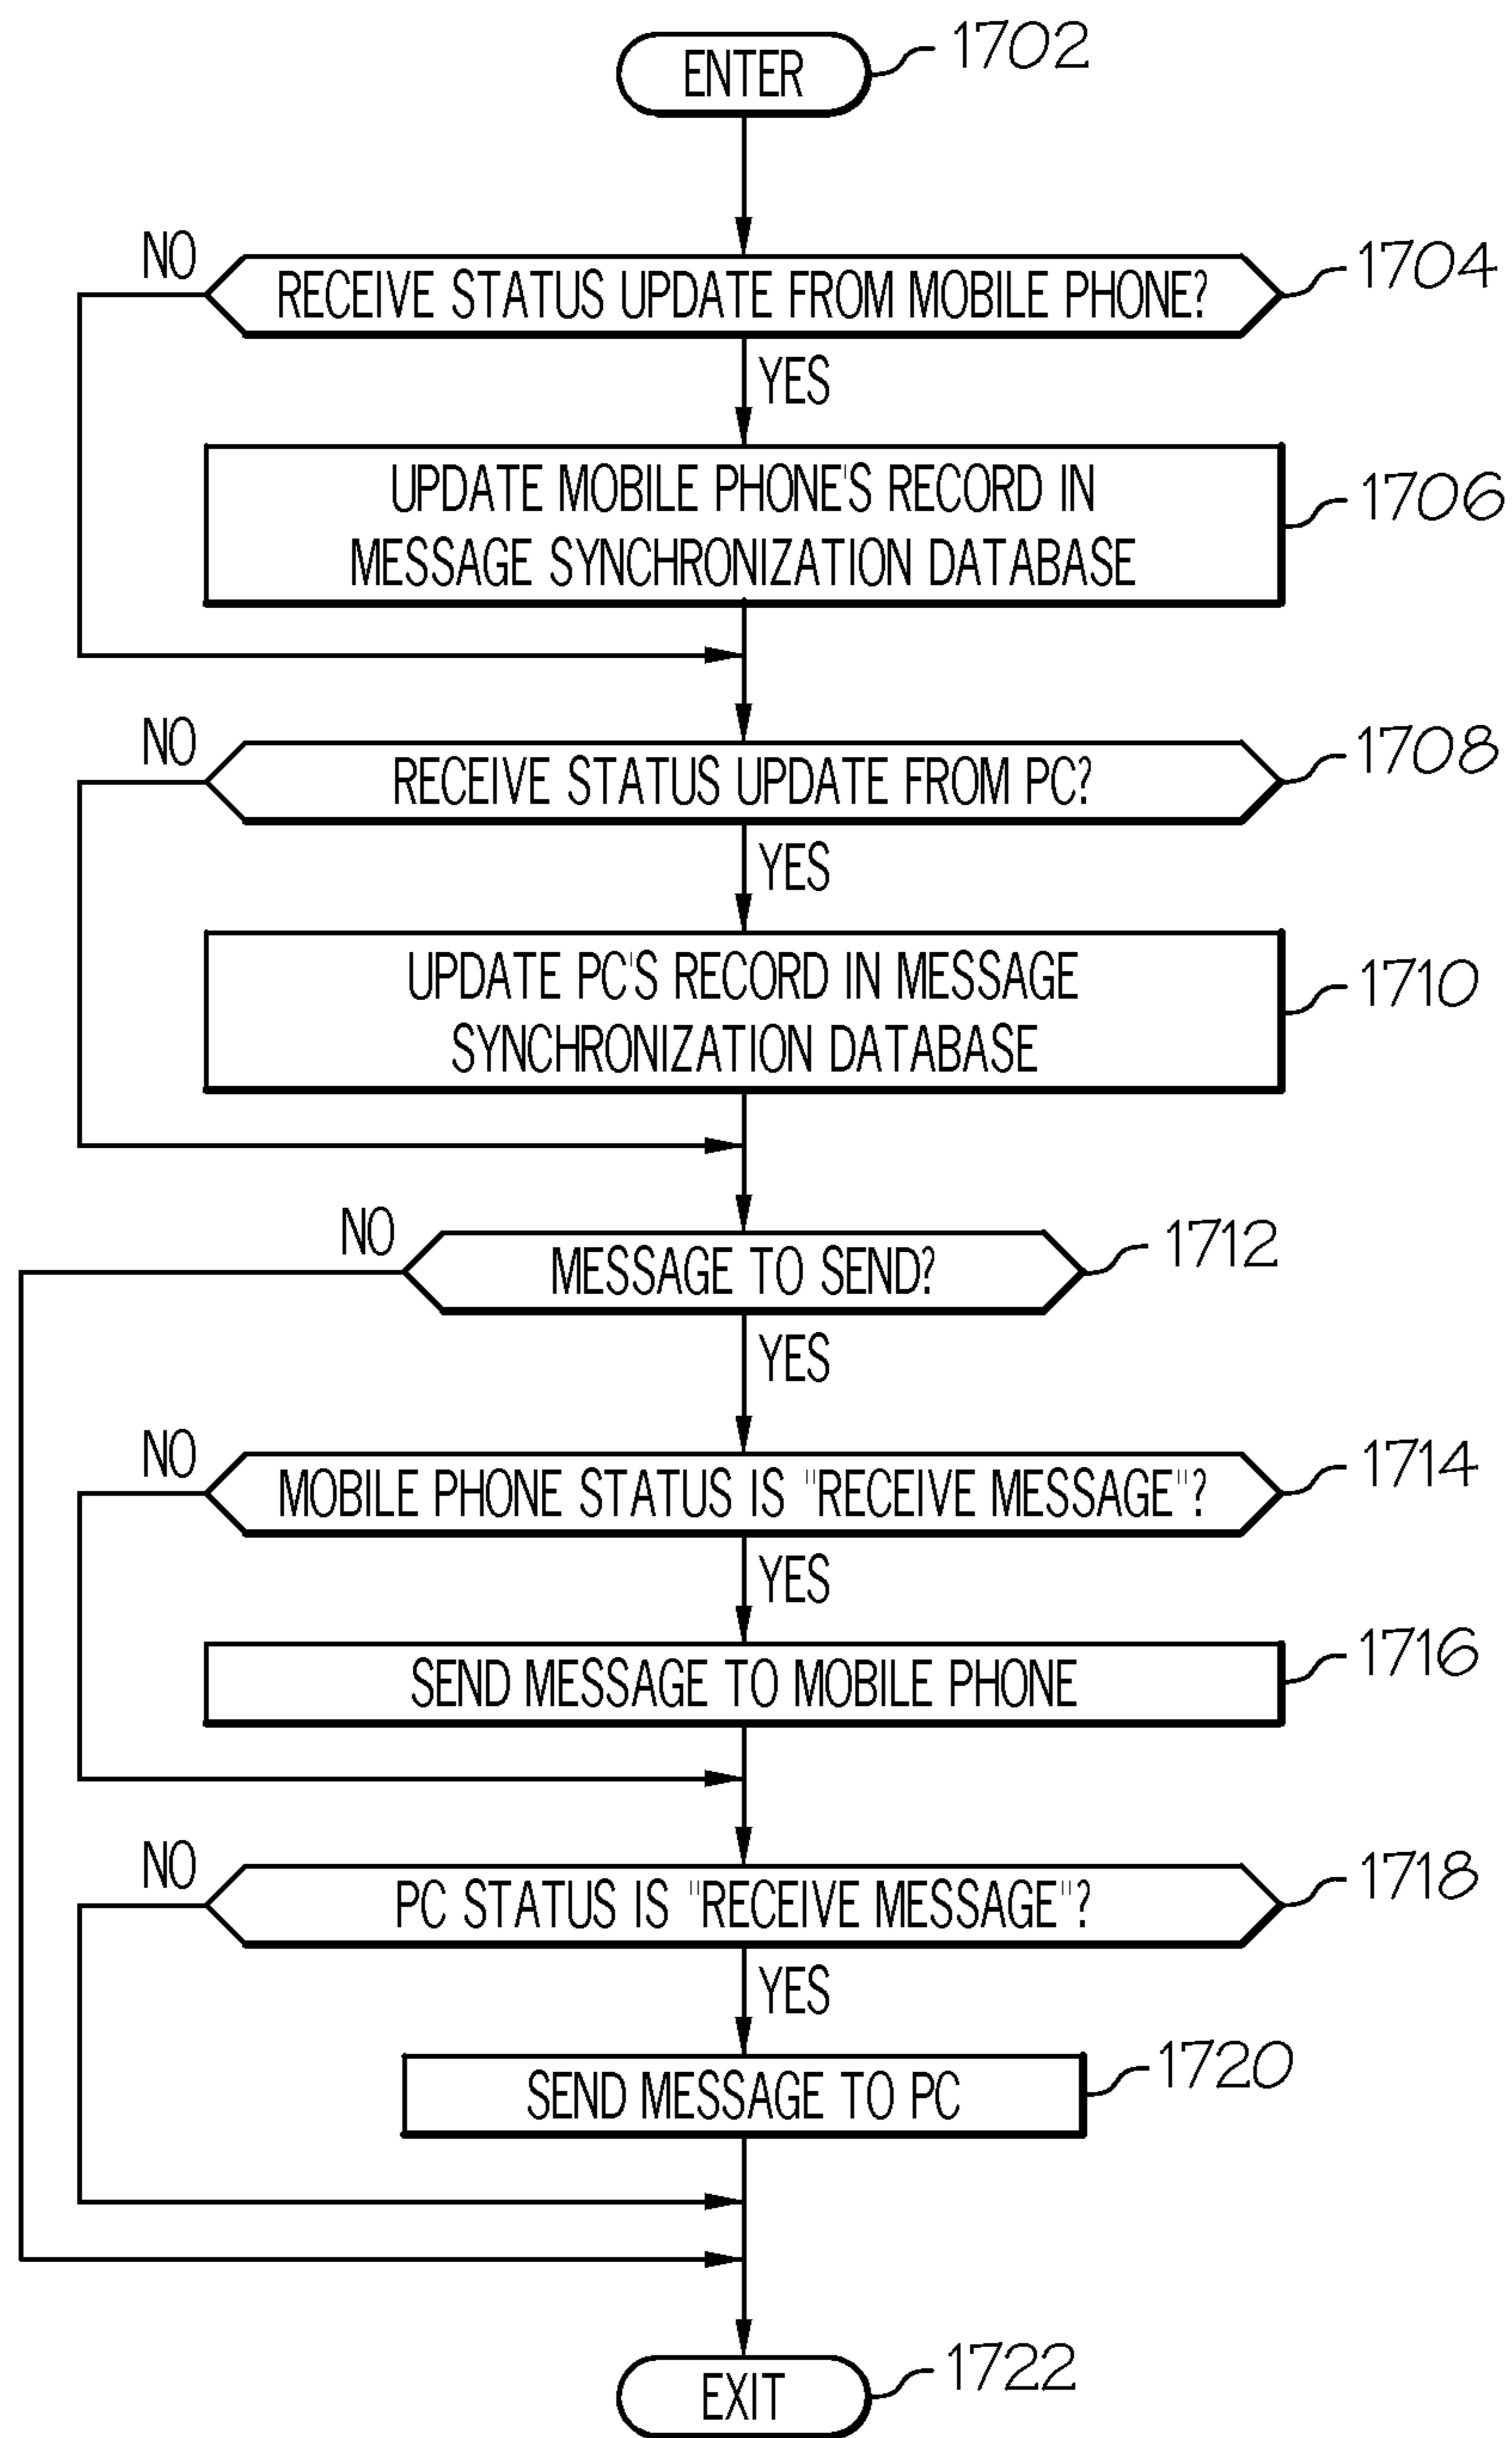 ENTER
1702
NO
RECEIVE STATUS UPDATE FROM MOBILE PHONE?
1704
YES
UPDATE MOBILE PHONE'S RECORD IN
MESSAGE SYNCHRONIZATION DATABASE
1706
NO
RECEIVE STATUS UPDATE FROM PC?
1708
YES
UPDATE PC'S RECORD IN MESSAGE
SYNCHRONIZATION DATABASE
1710
NO
MESSAGE TO SEND?
1712
YES
NO
MOBILE PHONE STATUS IS "RECEIVE MESSAGE"?
1714
YES
SEND MESSAGE TO MOBILE PHONE
1716
NO
PC STATUS IS "RECEIVE MESSAGE"?
1718
YES
SEND MESSAGE TO PC
1720
EXIT
1722